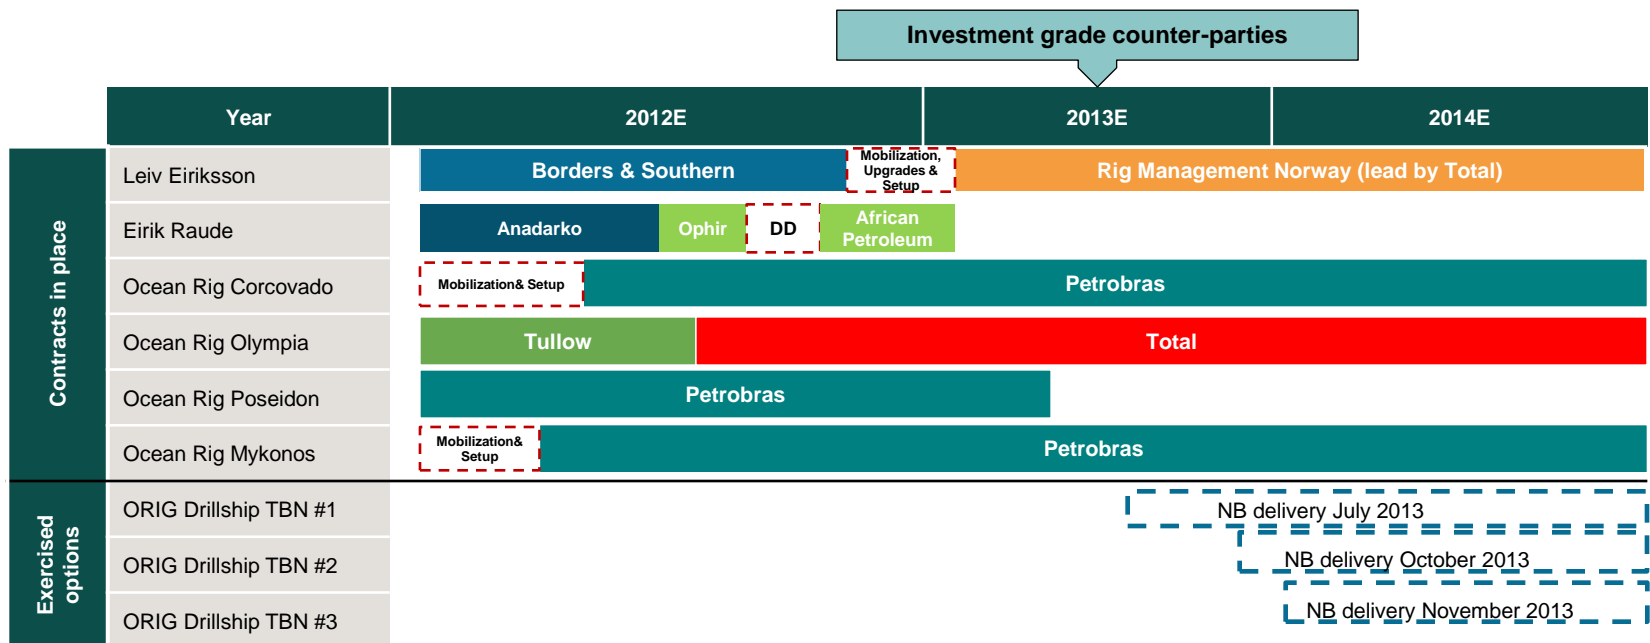 Investment grade counter-parties
Year
2012E
2013E
2014E
Contracts in place
Leiv Eiriksson
Borders & Southern
Mobilization,
Upgrades &
Setup
Rig Management Norway (lead by Total)
Eirik Raude
Anadarko
Ophir
DD
African
Petroleum
Ocean Rig Corcovado
Mobilization& Setup
Petrobras
Ocean Rig Olympia
Tullow
Total
Ocean Rig Poseidon
Petrobras
Ocean Rig Mykonos
Mobilization&
Setup
Petrobras
Exercised
options
ORIG Drillship TBN #1
NB delivery July 2013
ORIG Drillship TBN #2
NB delivery October 2013
ORIG Drillship TBN #3
NB delivery November 2013